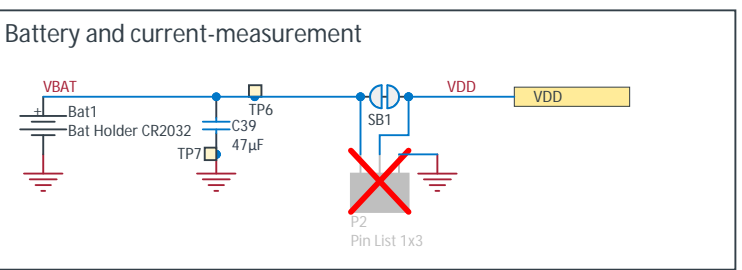 Battery and current-measurement
VBAT
VDD
VDD
+
Bat1
TP6
SB1
Bat Holder CR2032
C39
47µF
TP7
P2
Pin List 1x3